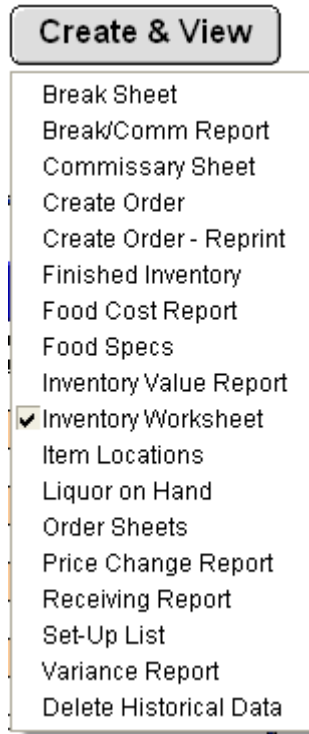 Create & View
Break Sheet
Break/Comm Report
Commissary Sheet
Create Order
Create Order - Reprint
Finished Inventory
Food Cost Report
Food Specs
Inventory Value Report
Inventory Worksheet
Item Locations
Liquor on Hand
Order Sheets
Price Change Report
Receiving Report
Set-Up List
Variance Report
Delete Historical Data